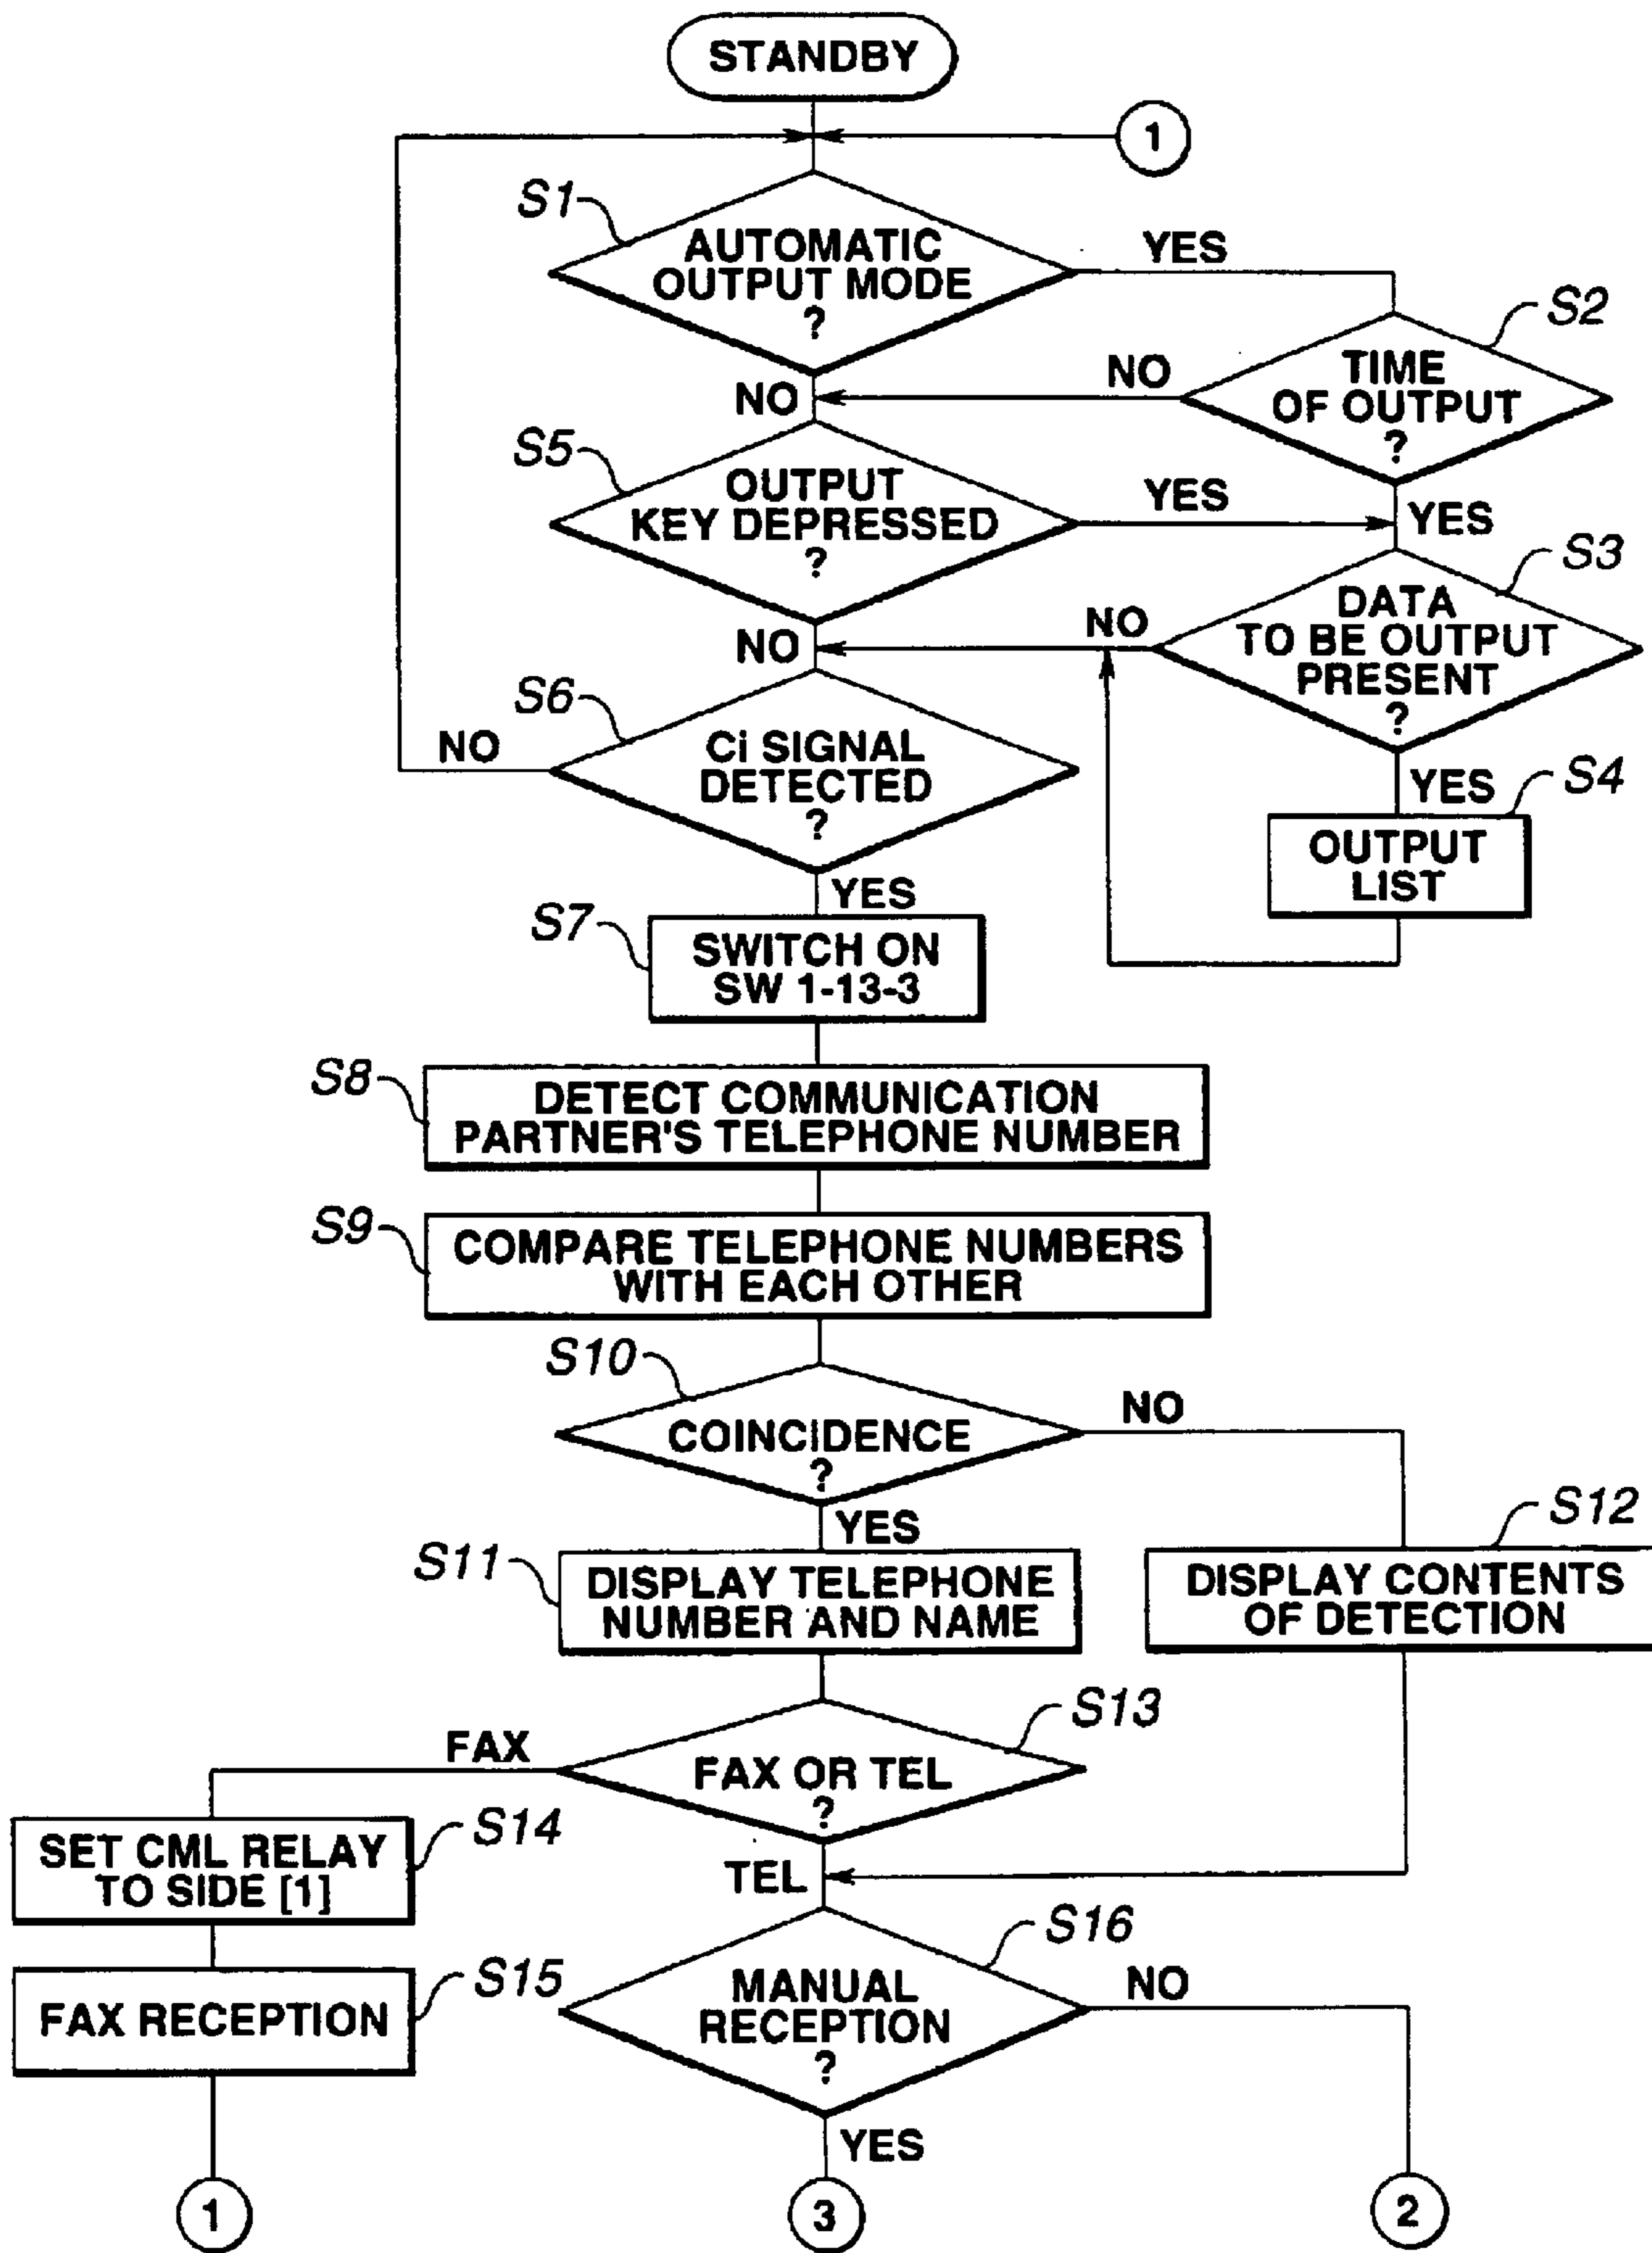 STANDBY
1
S1
AUTOMATIC
OUTPUT MODE
?
YES
S2
TIME
OF OUTPUT
?
NO
NO
S5
OUTPUT
KEY DEPRESSED
?
YES
YES
S3
DATA
TO BE OUTPUT
PRESENT
?
NO
NO
S6
Ci SIGNAL
DETECTED
?
NO
YES
S4
OUTPUT
LIST
YES
S7
SWITCH ON
SW 1-13-3
S8
DETECT COMMUNICATION
PARTNER'S TELEPHONE NUMBER
S9
COMPARE TELEPHONE NUMBERS
WITH EACH OTHER
S10
COINCIDENCE
?
NO
YES
S11
DISPLAY TELEPHONE
NUMBER AND NAME
S12
DISPLAY CONTENTS
OF DETECTION
S13
FAX OR TEL
?
FAX
S14
SET CML RELAY
TO SIDE [1]
TEL
S15
FAX RECEPTION
S16
MANUAL
RECEPTION
?
NO
YES
1
3
2